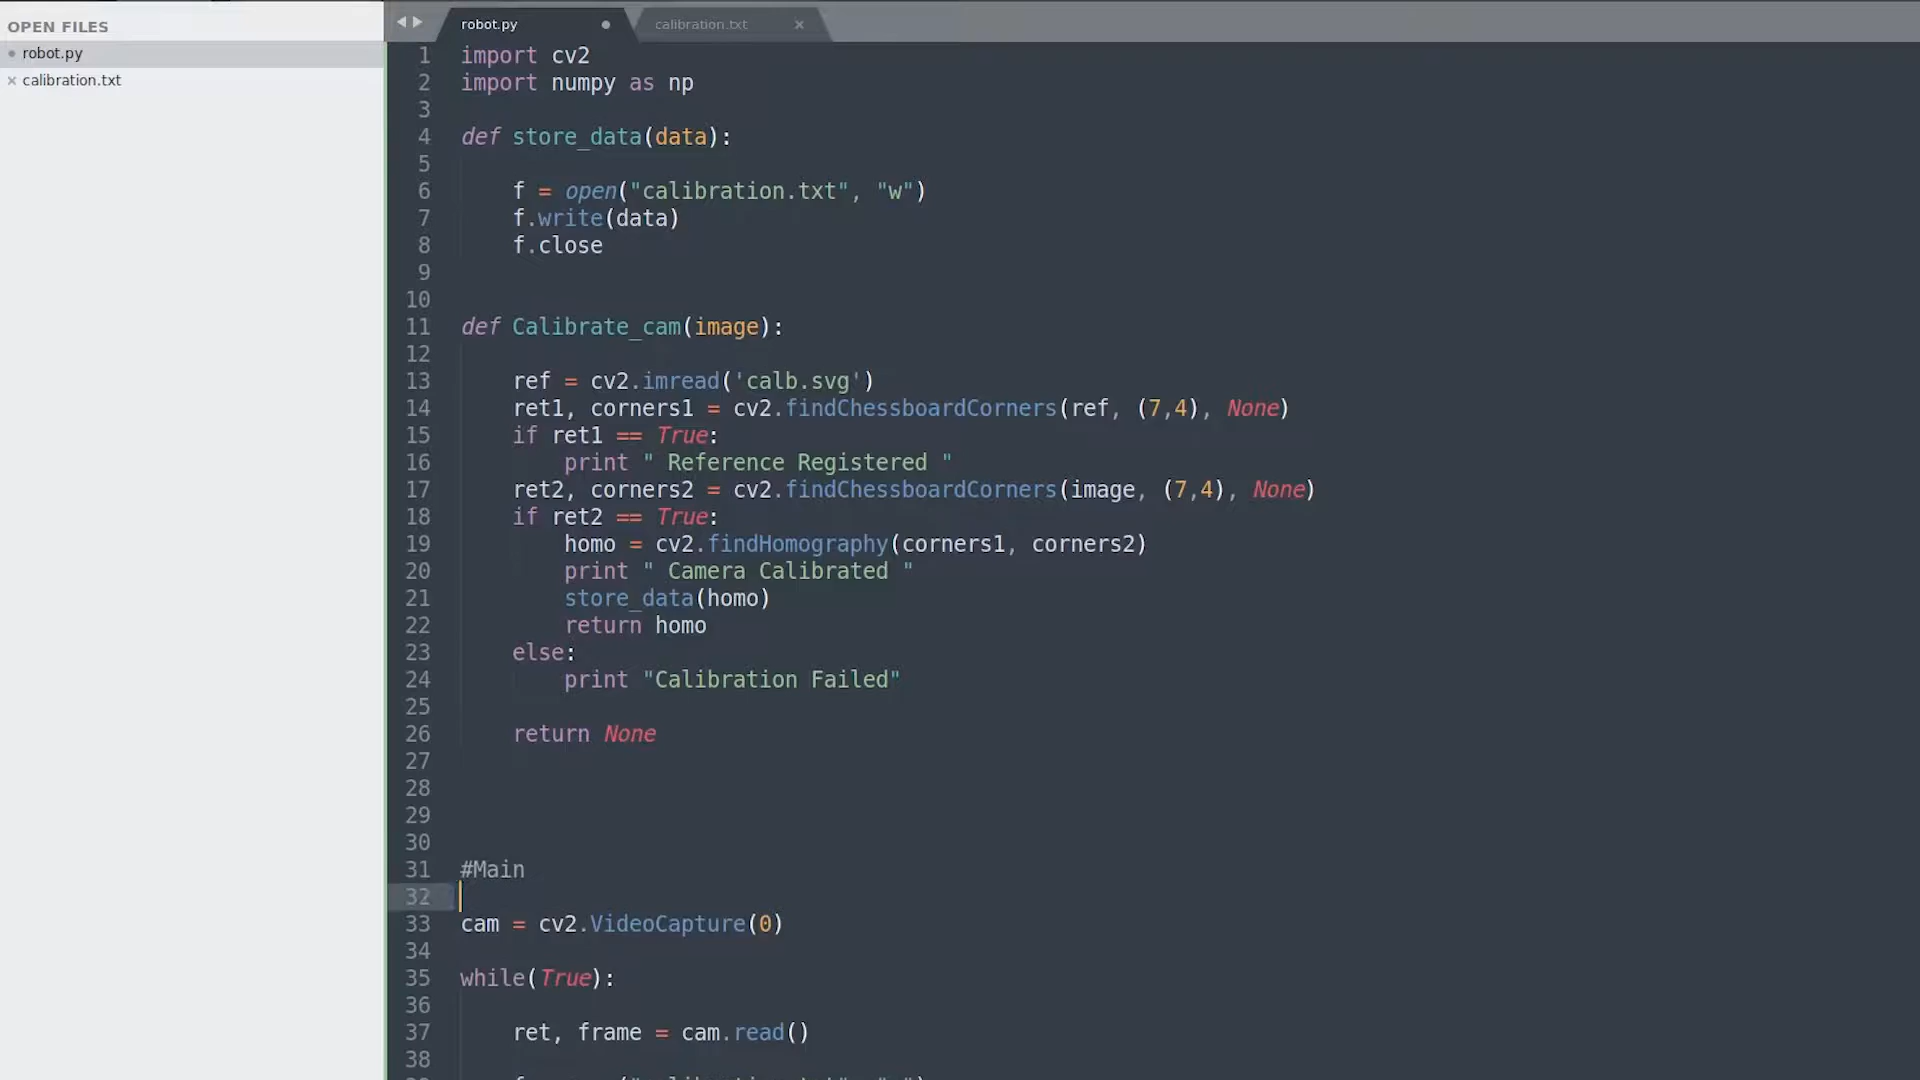 OPEN FILES
robot.py
calibration.txt
robot.py
calibration.txt
1 import cv2
2 import numpy as np
3
4 def store_data(data):
5
6 f = open("calibration.txt", "w")
7 f.write(data)
8 f.close
9
10
11 def Calibrate_cam(image):
12
13 ref = cv2.imread('calb.svg')
14 ret1, corners1 = cv2.findChessboardCorners(ref, (7,4), None)
15 if ret1 == True:
16 print " Reference Registered "
17 ret2, corners2 = cv2.findChessboardCorners(image, (7,4), None)
18 if ret2 == True:
19 homo = cv2.findHomography(corners1, corners2)
20 print " Camera Calibrated "
21 store_data(homo)
22 return homo
23 else:
24 print "Calibration Failed"
25
26 return None
27
28
29
30
31 #Main
32
33 cam = cv2.VideoCapture(0)
34
35 while(True):
36
37 ret, frame = cam.read()
38